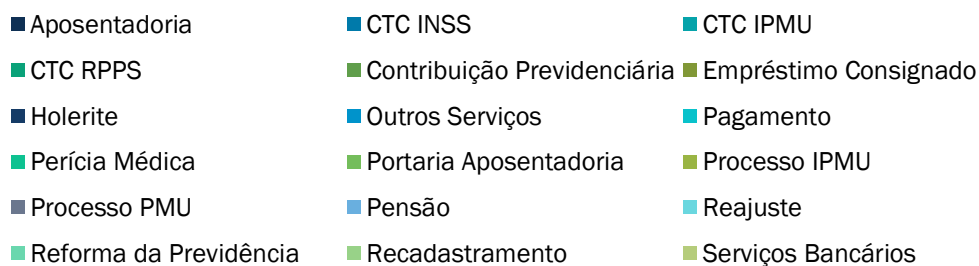 Aposentadoria CTC INSS CTC IPMU
CTC RPPS Contribuição Previdenciária Empréstimo Consignado
Holerite Outros Serviços Pagamento
Perícia Médica Portaria Aposentadoria Processo IPMU
Processo PMU Pensão Reajuste
Reforma da Previdência Recadastramento Serviços Bancários